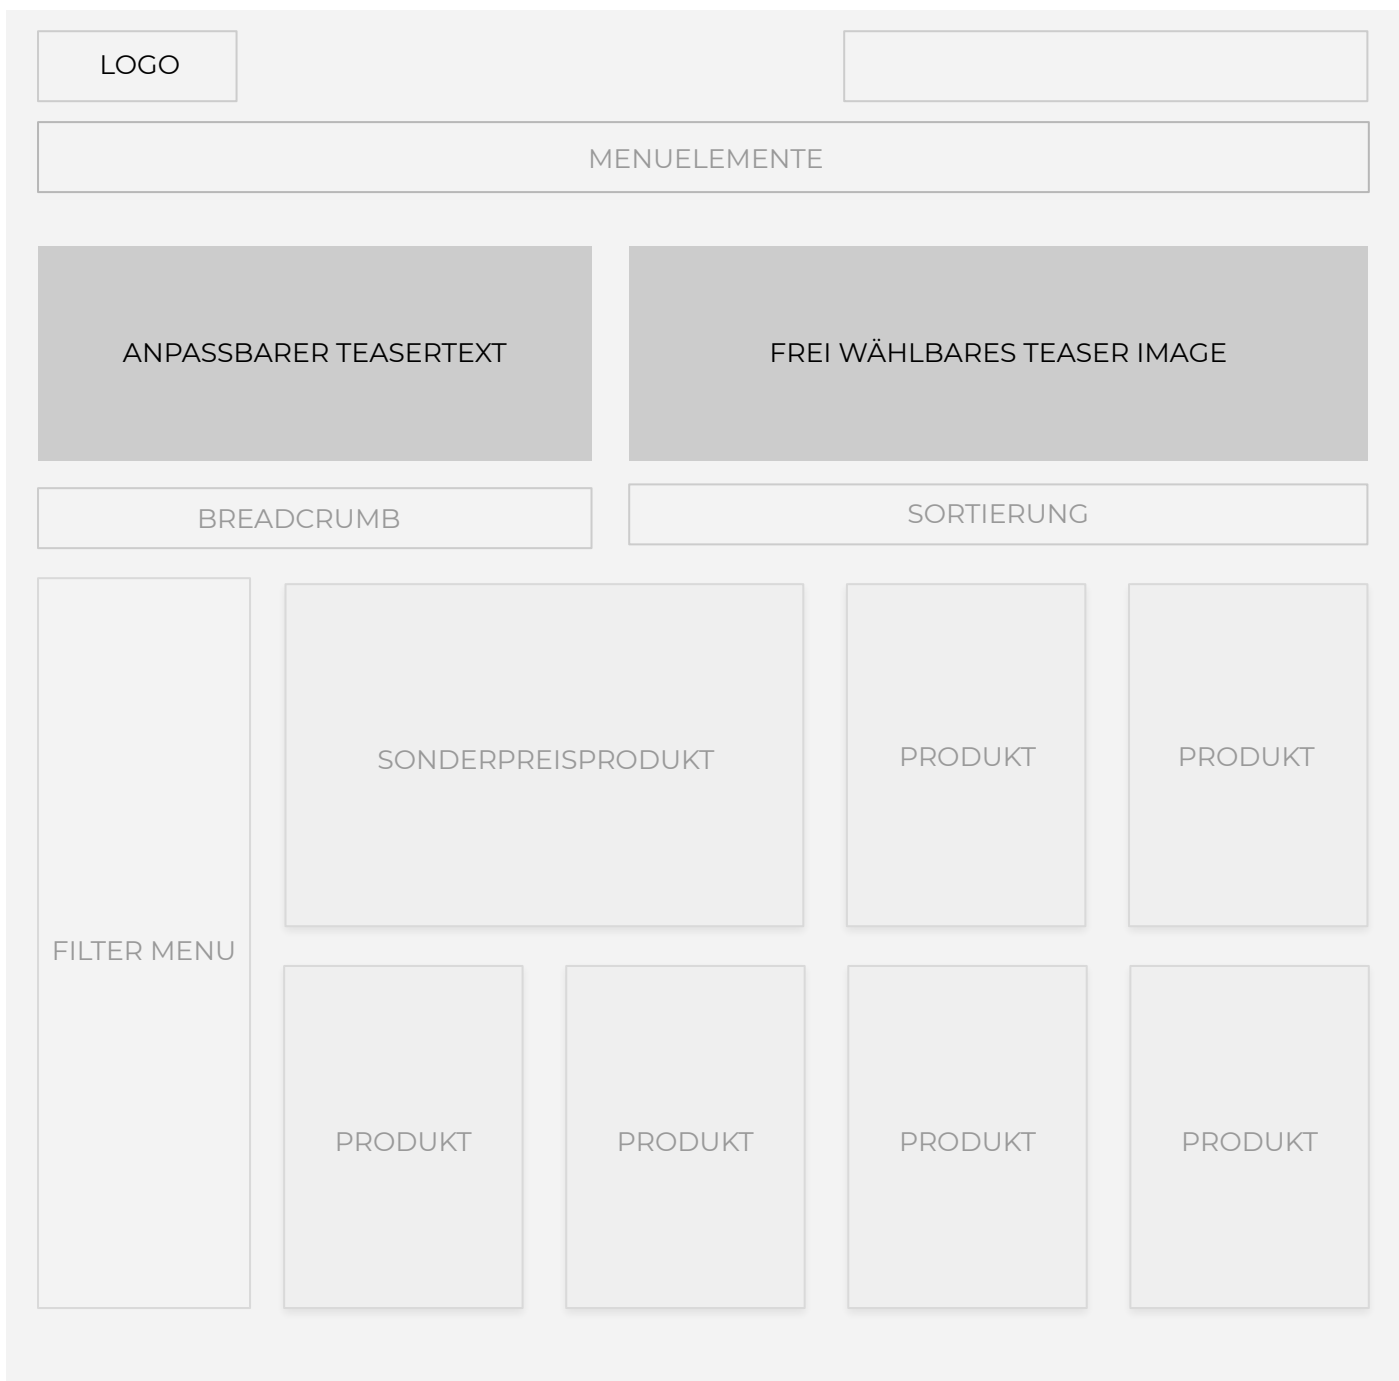 LOGO
MENUELEMENTE
ANPASSBARER TEASERTEXT
FREI WÄHLBARES TEASER IMAGE
BREADCRUMB
SORTIERUNG
FILTER MENU
SONDERPREISPRODUKT
PRODUKT
PRODUKT
PRODUKT
PRODUKT
PRODUKT
PRODUKT